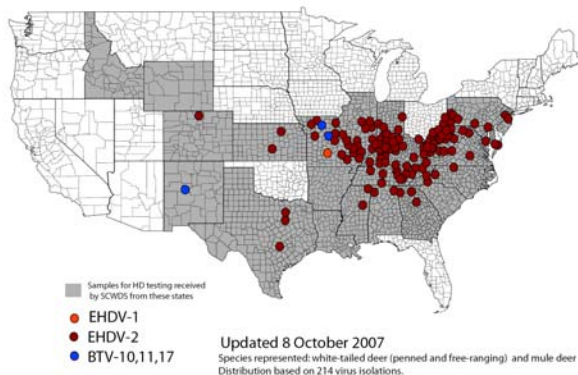 Samples for HD testing received
by SCWDS from these states
EHDV-1
EHDV-2
BTV-10,11,17
Updated 8 October 2007
Species represented: white-tailed deer (penned and free-ranging) and mule deer
Distribution based on 214 virus isolations.